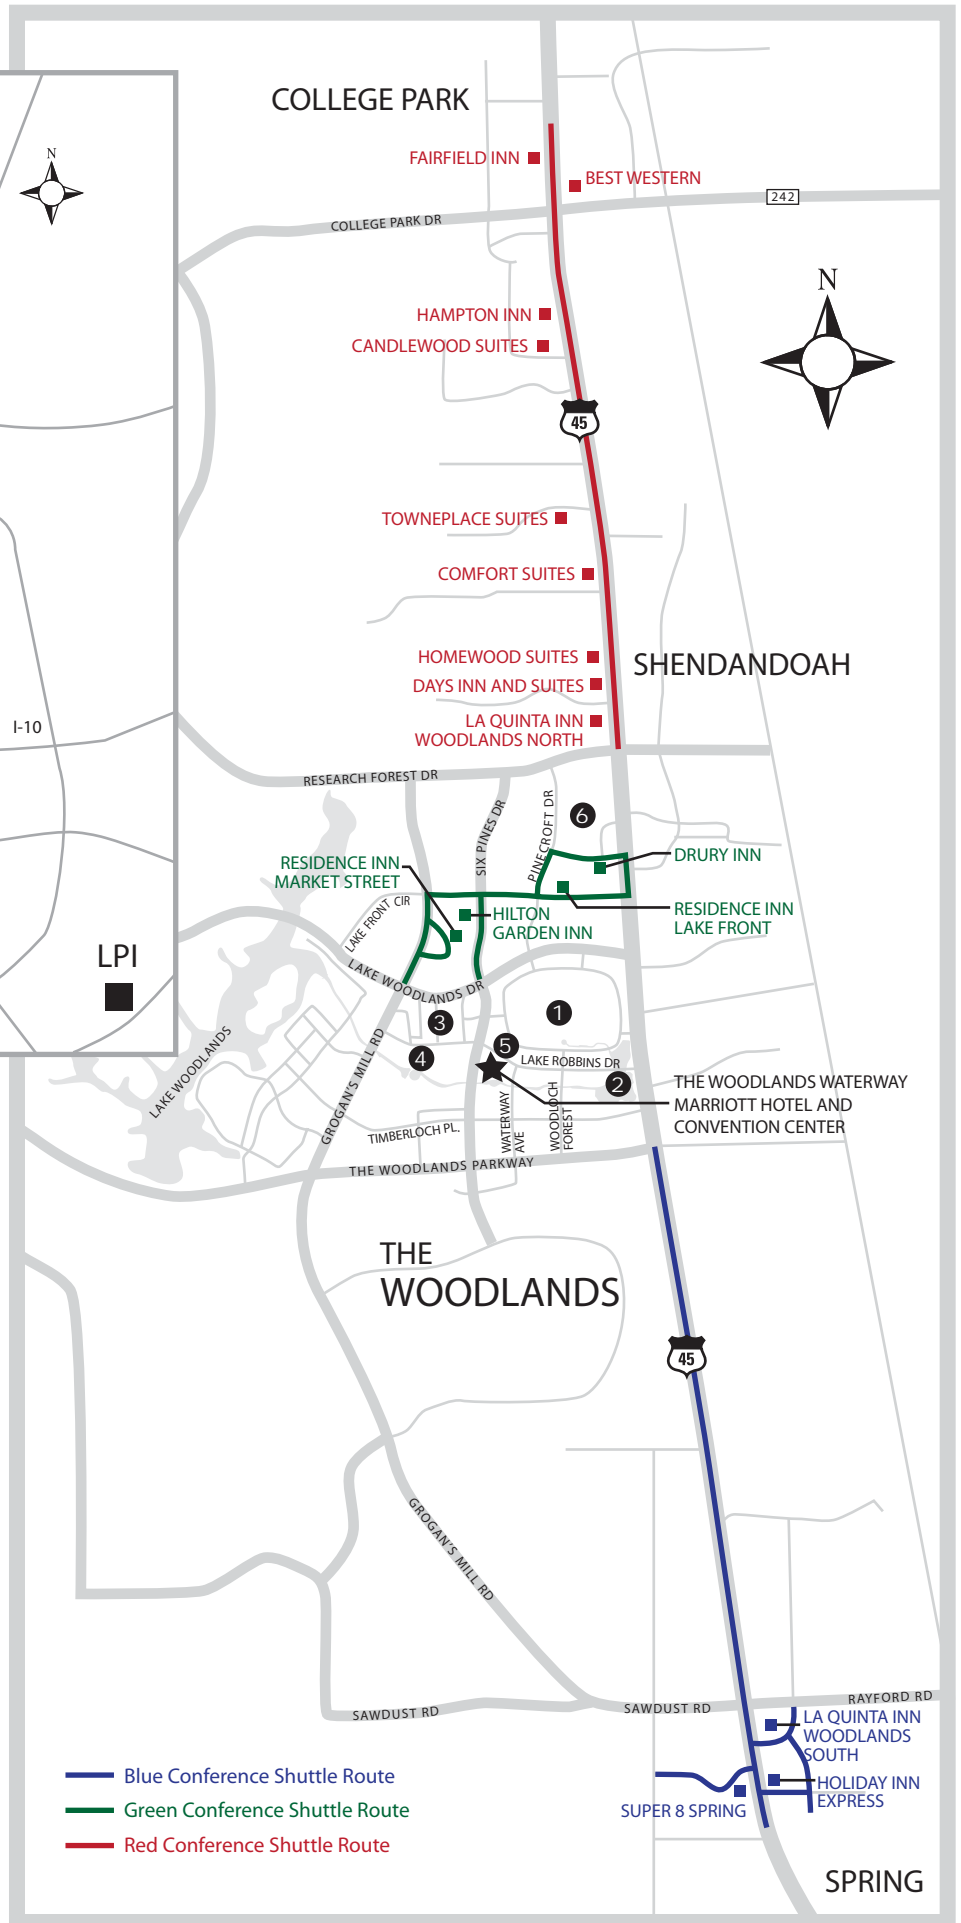 COLLEGE PARK
N
FAIRFIELD INN
BEST WESTERN
242
COLLEGE PARK DR
N
HAMPTON INN
CANDLEWOOD SUITES
45
TOWNEPLACE SUITES
COMFORT SUITES
HOMEWOOD SUITES
SHENDANDOAH
DAYS INN AND SUITES
LA QUINTA INN
WOODLANDS NORTH
I-10
RESEARCH FOREST DR
SIX PINES DR
PINECROFT DR
6
RESIDENCE INN
MARKET STREET
DRURY INN
LAKE FRONT CIR
HILTON
GARDEN INN
RESIDENCE INN
LAKE FRONT
LPI
LAKE WOODLANDS DR
1
3
5
4
LAKE ROBBINS DR
2
LAKE WOODLANDS
GROGAN'S MILL RD
THE WOODLANDS WATERWAY
MARRIOTT HOTEL AND
CONVENTION CENTER
TIMBERLOCH PL.
WATERWAY
AVE
WOODLOCH
FOREST
THE WOODLANDS PARKWAY
THE
WOODLANDS
45
GROGAN'S MILL RD
SAWDUST RD
SAWDUST RD
RAYFORD RD
LA QUINTA INN
WOODLANDS
SOUTH
HOLIDAY INN
EXPRESS
SUPER 8 SPRING
Blue Conference Shuttle Route
Green Conference Shuttle Route
Red Conference Shuttle Route
SPRING